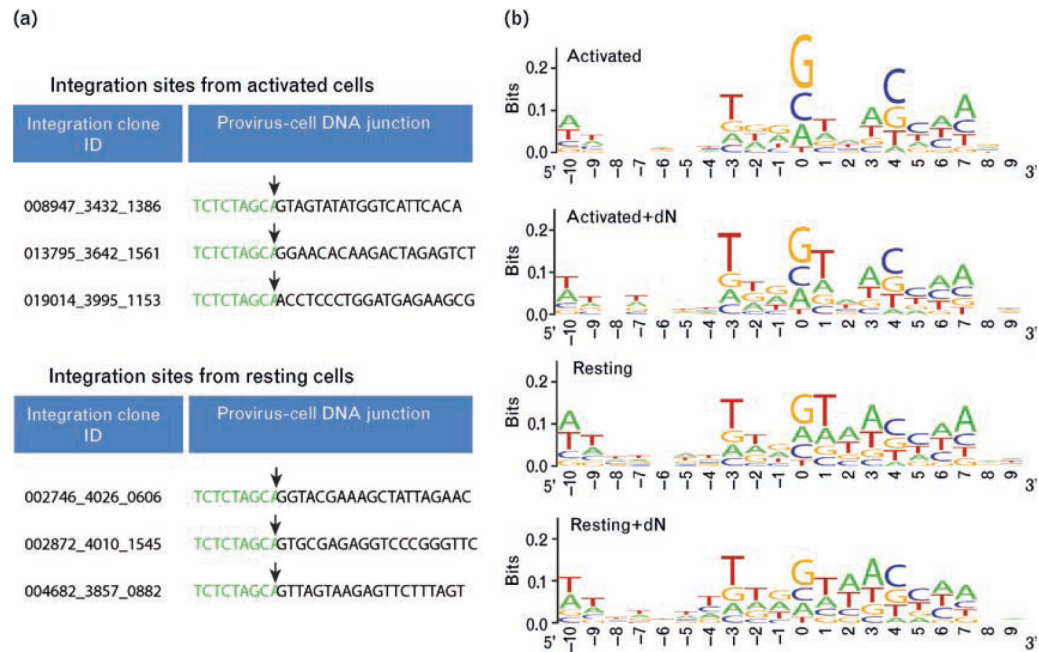 (a)
Integration sites from activated cells
Integration clone ID
Provirus-cell DNA junction
008947_3432_1386 TCTCTAGCAGTAGTATATGGTCATTCACA
013795_3642_1561 TCTCTAGCAGGAACACAAGACTAGAGTCT
019014_3995_1153 TCTCTAGCAACCTCCCTGGATGAGAAGCG
Integration sites from resting cells
Integration clone ID
Provirus-cell DNA junction
002746_4026_0606 TCTCTAGCAGGTACGAAAGCTATTAGAAC
002872_4010_1545 TCTCTAGCAGTGCGAGAGGTCCCGGGTTC
004682_3857_0882 TCTCTAGCAGTTAGTAAGAGTTCTTTAGT
(b)
Activated
Bits
0.2
0.1
0.0
5' -10 -9 -8 -7 -6 -5 -4 -3 -2 -1 0 1 2 3 4 5 6 7 8 9 3'
Activated+dN
Bits
0.2
0.1
0.0
5' -10 -9 -8 -7 -6 -5 -4 -3 -2 -1 0 1 2 3 4 5 6 7 8 9 3'
Resting
Bits
0.2
0.1
0.0
5' -10 -9 -8 -7 -6 -5 -4 -3 -2 -1 0 1 2 3 4 5 6 7 8 9 3'
Resting+dN
Bits
0.2
0.1
0.0
5' -10 -9 -8 -7 -6 -5 -4 -3 -2 -1 0 1 2 3 4 5 6 7 8 9 3'